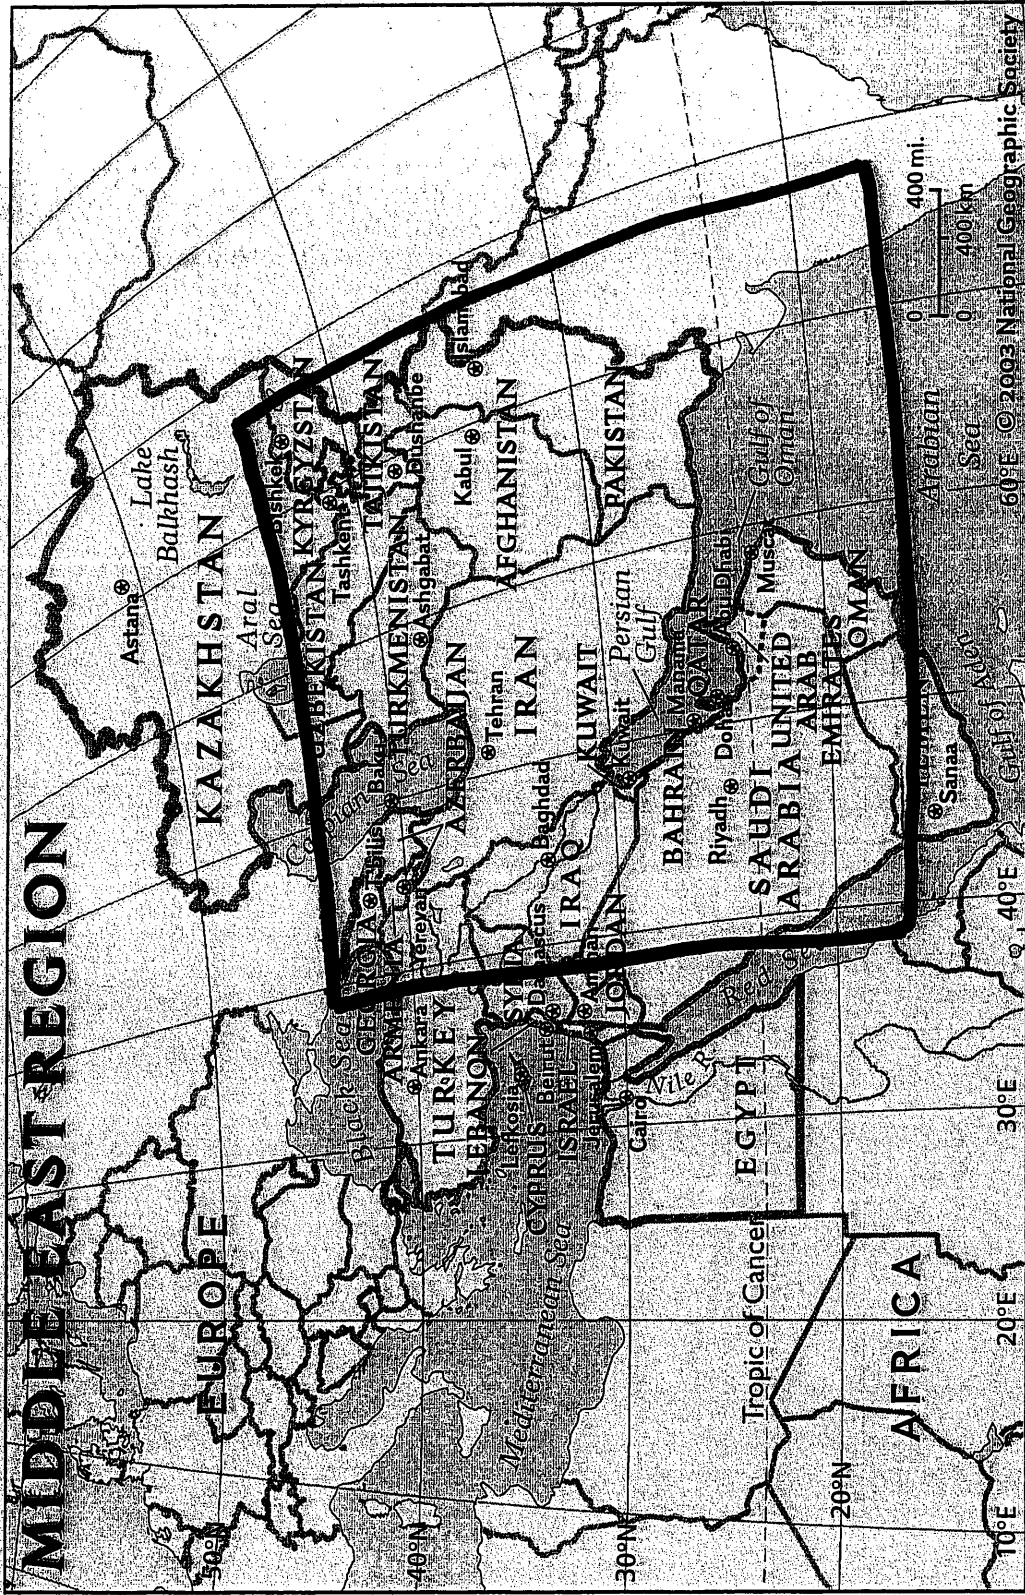 MIDDLE EAST REGION
EUROPE
50°N
40°N
30°N
20°N
10°E
20°E
30°E
40°E
60°E
KAZAKHSTAN
Astana
Lake
Balkhash
Aral
Sea
Bishkek
KYRGYZSTAN
UZBEKISTAN
Tashkent
TAJIKISTAN
Dushanbe
TURKMENISTAN
Ashgabat
Caspian
Sea
Black Sea
GEORGIA
Tbilisi
Baku
ARMENIA
Yerevan
AZERBAIJAN
Ankara
TURKEY
Tehran
IRAN
Kabul
AFGHANISTAN
Islamabad
PAKISTAN
LEBANON
SYRIA
Lefkosia
CYPRUS
Beirut
Damascus
ISRAEL
Jerusalem
Amman
JORDAN
Baghdad
IRAQ
KUWAIT
Kuwait
Persian
Gulf
BAHRAIN
Manama
QATAR
Doha
Abu Dhabi
Gulf of
Oman
Muscat
Riyadh
SAUDI
ARABIA
UNITED
ARAB
EMIRATES
OMAN
Sanaa
Gulf of Aden
Arabian
Sea
Red
Cairo
Nile R.
EGYPT
Mediterranean Sea
Tropic of Cancer
AFRICA
0 400 mi.
0 400 km
© 2003 National Geographic Society